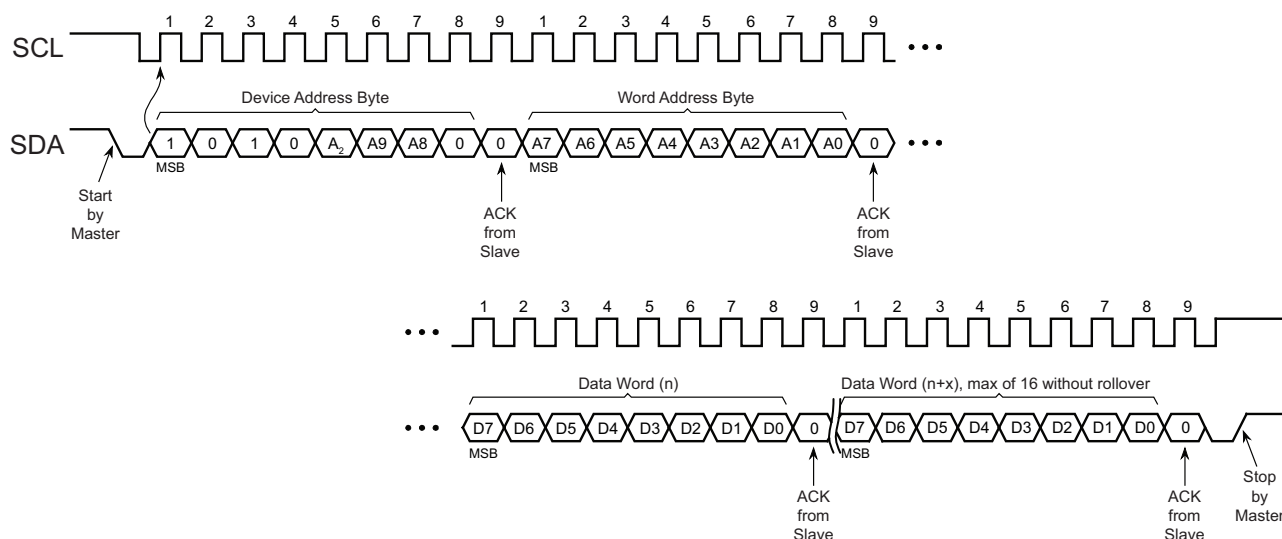 1 2 3 4 5 6 7 8 9 1 2 3 4 5 6 7 8 9
SCL
Device Address Byte Word Address Byte
SDA 1 0 1 0 A2 A9 A8 0 0 A7 A6 A5 A4 A3 A2 A1 A0 0
MSB MSB
Start
by
Master
ACK
from
Slave
ACK
from
Slave
1 2 3 4 5 6 7 8 9 1 2 3 4 5 6 7 8 9
Data Word (n) Data Word (n+x), max of 16 without rollover
D7 D6 D5 D4 D3 D2 D1 D0 0 D7 D6 D5 D4 D3 D2 D1 D0 0
MSB MSB
ACK
from
Slave
ACK
from
Slave
Stop
by
Master